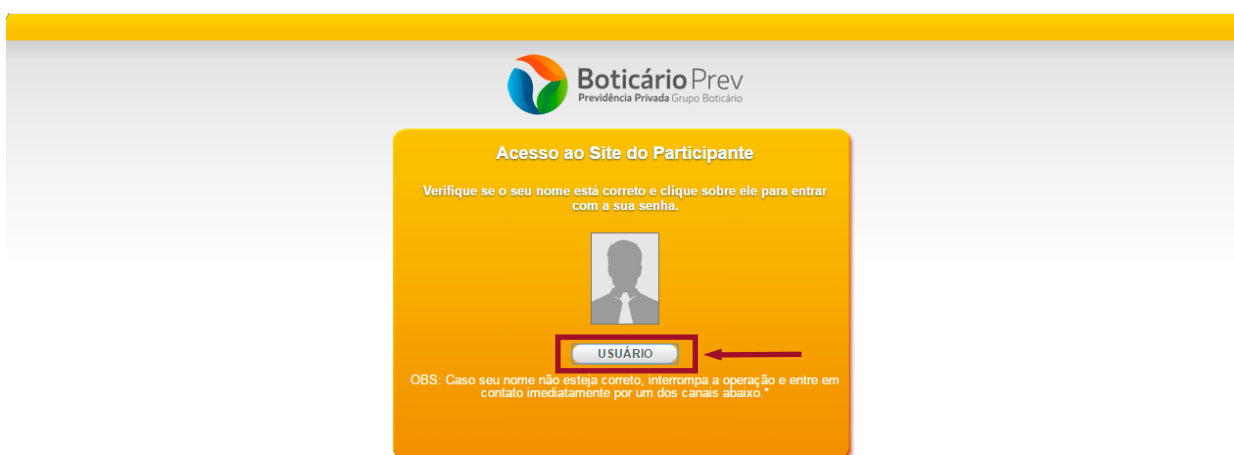 Boticário Prev
Previdência Privada Grupo Boticário
Acesso ao Site do Participante
Verifique se o seu nome está correto e clique sobre ele para entrar
com a sua senha.
USUÁRIO
OBS: Caso seu nome não esteja correto, interrompa a operação e entre em
contato imediatamente por um dos canais abaixo.*